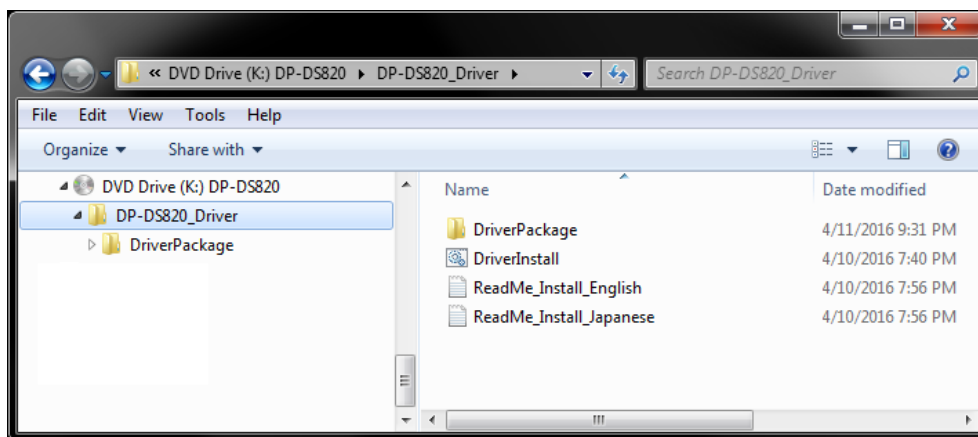 « DVD Drive (K:) DP-DS820 ▸ DP-DS820_Driver ▸ Search DP-DS820_Driver
File Edit View Tools Help
Organize ▼ Share with ▼
DVD Drive (K:) DP-DS820
DP-DS820_Driver
DriverPackage
Name Date modified
DriverPackage 4/11/2016 9:31 PM
DriverInstall 4/10/2016 7:40 PM
ReadMe_Install_English 4/10/2016 7:56 PM
ReadMe_Install_Japanese 4/10/2016 7:56 PM